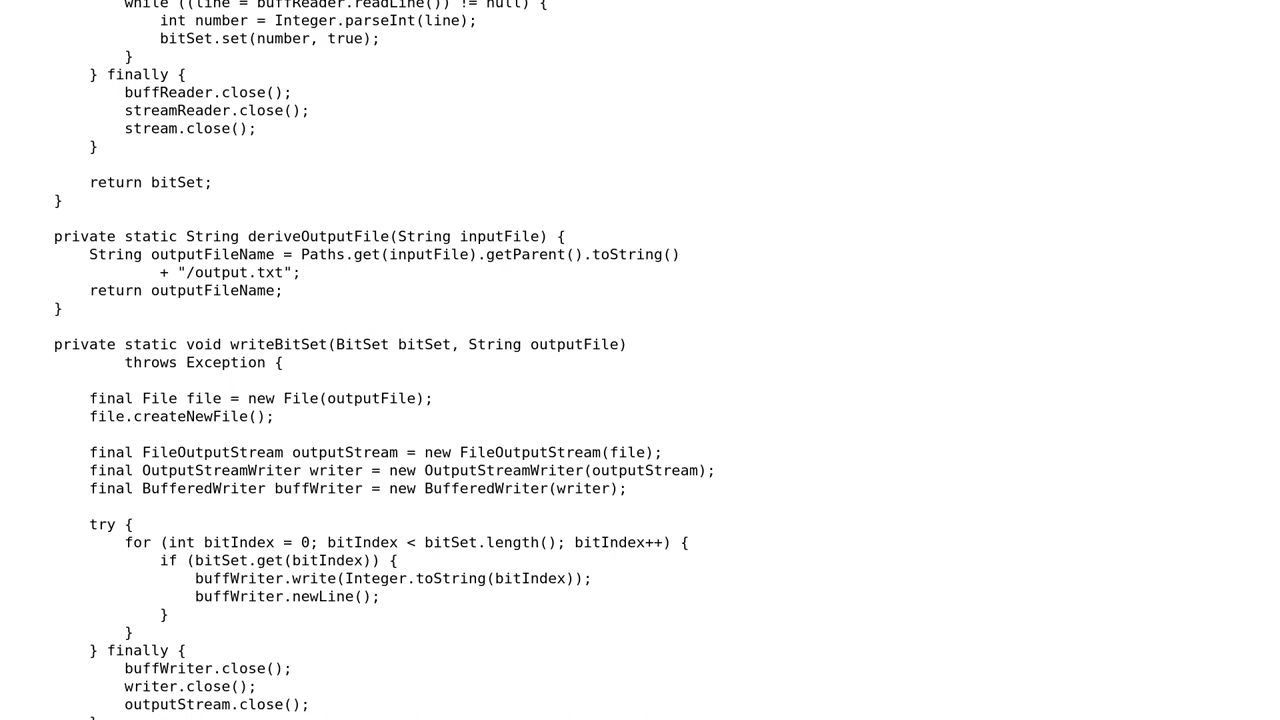 while ((line = buffReader.readLine()) != null) {
int number = Integer.parseInt(line);
bitSet.set(number, true);
}
} finally {
buffReader.close();
streamReader.close();
stream.close();
}
return bitSet;
}
private static String deriveOutputFile(String inputFile) {
String outputFileName = Paths.get(inputFile).getParent().toString()
+ "/output.txt";
return outputFileName;
}
private static void writeBitSet(BitSet bitSet, String outputFile)
throws Exception {
final File file = new File(outputFile);
file.createNewFile();
final FileOutputStream outputStream = new FileOutputStream(file);
final OutputStreamWriter writer = new OutputStreamWriter(outputStream);
final BufferedWriter buffWriter = new BufferedWriter(writer);
try {
for (int bitIndex = 0; bitIndex < bitSet.length(); bitIndex++) {
if (bitSet.get(bitIndex)) {
buffWriter.write(Integer.toString(bitIndex));
buffWriter.newLine();
}
}
} finally {
buffWriter.close();
writer.close();
outputStream.close();
}